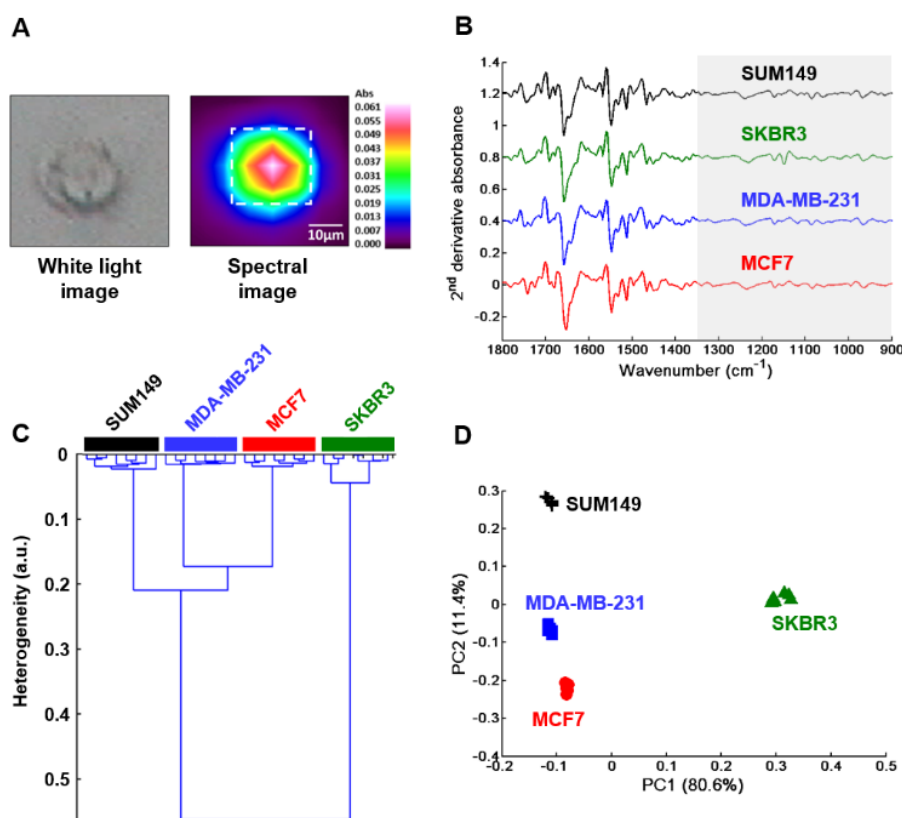 A
Abs
0.061
0.055
0.049
0.043
0.037
0.031
0.025
0.019
0.013
0.007
0.000
10μm
White light
image
Spectral
image
B
2nd derivative absorbance
1.4
1.2
1
0.8
0.6
0.4
0.2
0
-0.2
SUM149
SKBR3
MDA-MB-231
MCF7
1800 1700 1600 1500 1400 1300 1200 1100 1000 900
Wavenumber (cm-1)
C
SUM149
MDA-MB-231
MCF7
SKBR3
Heterogeneity (a.u.)
0
0.1
0.2
0.3
0.4
0.5
D
PC2 (11.4%)
0.3
0.2
0.1
0
-0.1
-0.2
-0.3
-0.4
SUM149
MDA-MB-231
SKBR3
MCF7
-0.2 -0.1 0 0.1 0.2 0.3 0.4 0.5
PC1 (80.6%)